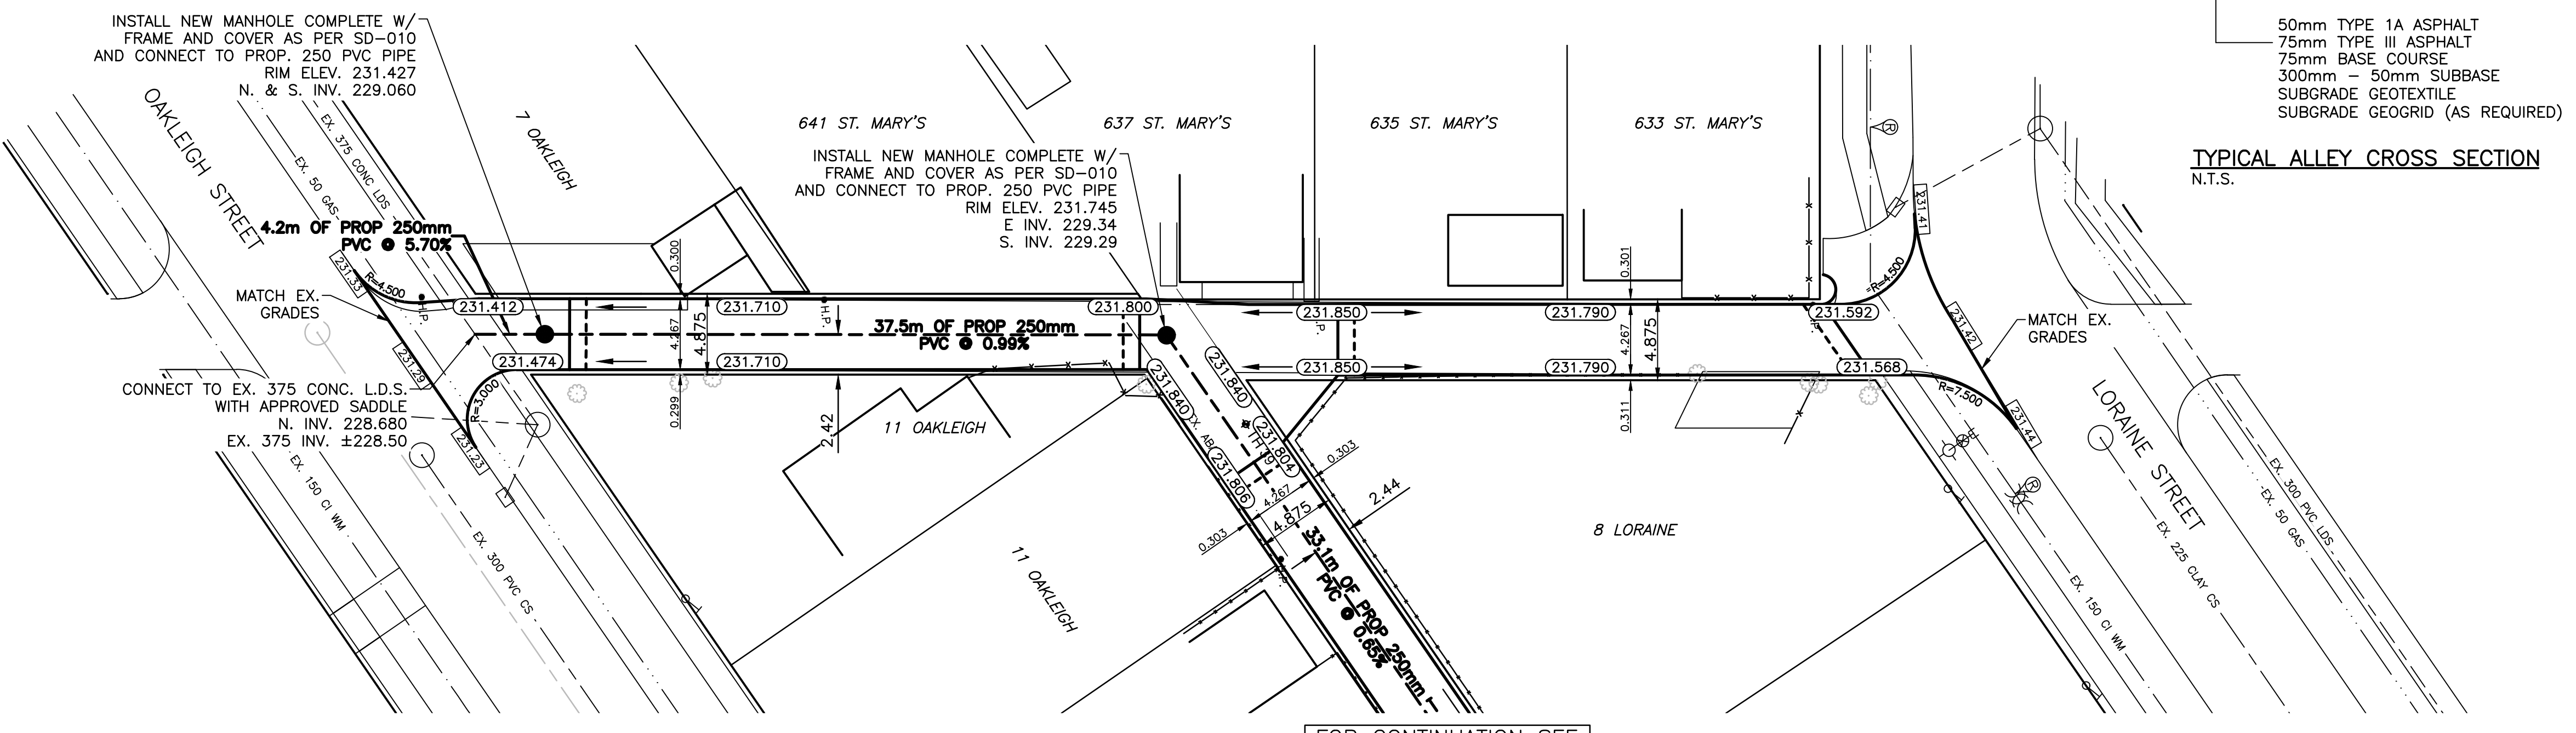 INSTALL NEW MANHOLE COMPLETE W/
FRAME AND COVER AS PER SD-010
AND CONNECT TO PROP. 250 PVC PIPE
RIM ELEV. 231.427
N. & S. INV. 229.060
50mm TYPE 1A ASPHALT
75mm TYPE III ASPHALT
75mm BASE COURSE
300mm - 50mm SUBBASE
SUBGRADE GEOTEXTILE
SUBGRADE GEOGRID (AS REQUIRED)
TYPICAL ALLEY CROSS SECTION
N.T.S.
OAKLEIGH STREET
EX. 375 CONC LDS
EX. 50 GAS
7 OAKLEIGH
641 ST. MARY'S
637 ST. MARY'S
635 ST. MARY'S
633 ST. MARY'S
INSTALL NEW MANHOLE COMPLETE W/
FRAME AND COVER AS PER SD-010
AND CONNECT TO PROP. 250 PVC PIPE
RIM ELEV. 231.745
E INV. 229.34
S. INV. 229.29
4.2m OF PROP 250mm
PVC @ 5.70%
231.33
R=4.500
H.P.
MATCH EX.
GRADES
231.412
0.300
231.710
H.P.
231.800
231.850
0.301
231.790
231.592
R=4.500
231.41
R
231.42
MATCH EX.
GRADES
4.267
4.875
37.5m OF PROP 250mm
PVC @ 0.99%
4.267
4.875
231.29
231.474
231.710
231.840
231.840
231.850
231.790
231.568
R=7.500
231.44
CONNECT TO EX. 375 CONC. L.D.S.
WITH APPROVED SADDLE
N. INV. 228.680
EX. 375 INV. ±228.50
R=3.000
231.23
0.299
2.42
11 OAKLEIGH
TH 39
231.804
231.806
0.303
4.267
4.875
0.303
2.44
0.311
LORAINE STREET
EX. 150 CI WM
EX. 300 PVC CS
11 OAKLEIGH
H.P.
33.1m OF PROP 250mm
PVC @ 0.65%
8 LORAINE
R
EX. 150 CI WM
EX. 225 CLAY CS
EX. 50 GAS
EX. 300 PVC LDS
FOR CONTINUATION SEE